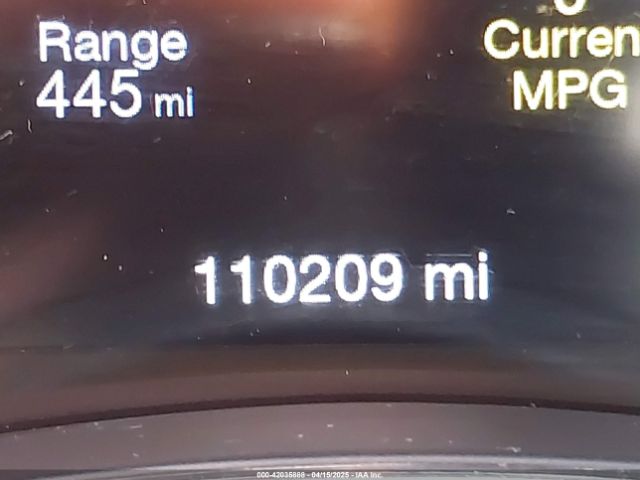 Range
445 mi
Curren
MPG
110209 mi
000-42035888 - 04/15/2025 - IAA Inc.